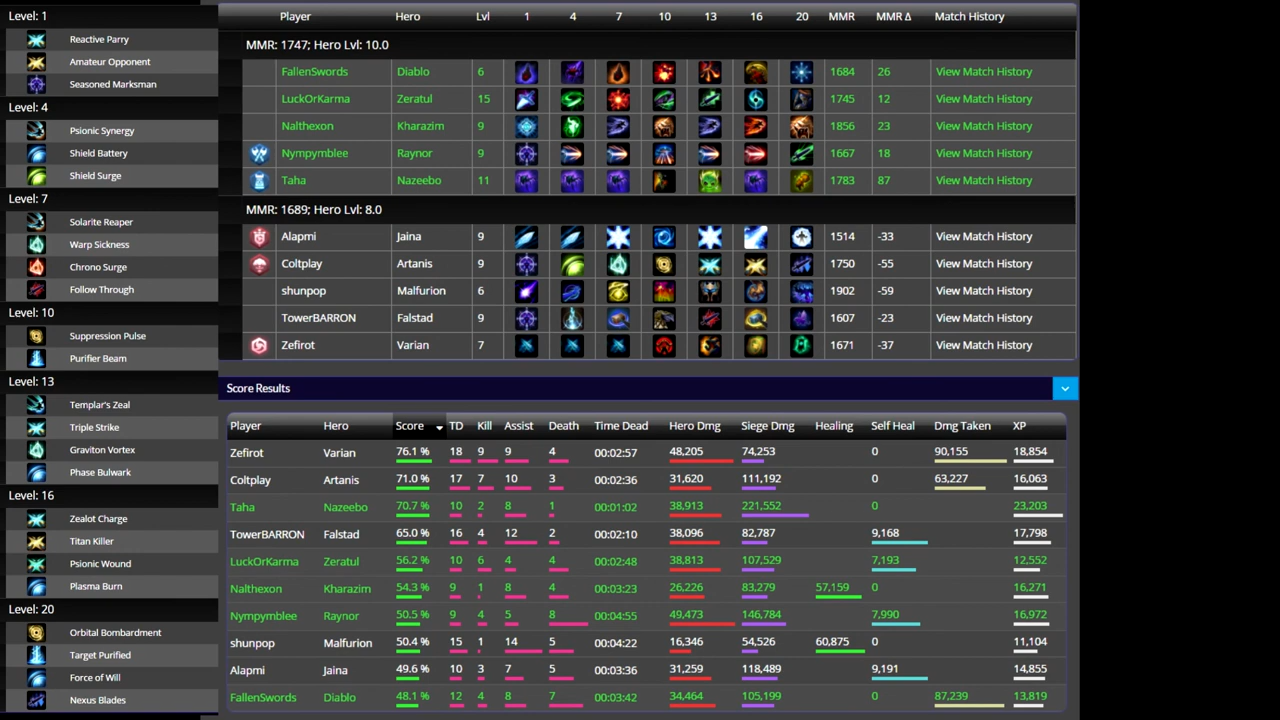 Level: 1
Reactive Parry
Amateur Opponent
Seasoned Marksman
Level: 4
Psionic Synergy
Shield Battery
Shield Surge
Level: 7
Solarite Reaper
Warp Sickness
Chrono Surge
Follow Through
Level: 10
Suppression Pulse
Purifier Beam
Level: 13
Templar's Zeal
Triple Strike
Graviton Vortex
Phase Bulwark
Level: 16
Zealot Charge
Titan Killer
Psionic Wound
Plasma Burn
Level: 20
Orbital Bombardment
Target Purified
Force of Will
Nexus Blades
Player Hero Lvl 1 4 7 10 13 16 20 MMR MMR Δ Match History
MMR: 1747; Hero Lvl: 10.0
FallenSwords Diablo 6 1684 26 View Match History
LuckOrKarma Zeratul 15 1745 12 View Match History
Nalthexon Kharazim 9 1856 23 View Match History
Nympymblee Raynor 9 1667 18 View Match History
Taha Nazeebo 11 1783 87 View Match History
MMR: 1689; Hero Lvl: 8.0
Alapmi Jaina 9 1514 -33 View Match History
Coltplay Artanis 9 1750 -55 View Match History
shunpop Malfurion 6 1902 -59 View Match History
TowerBARRON Falstad 9 1607 -23 View Match History
Zefirot Varian 7 1671 -37 View Match History
Score Results
Player Hero Score TD Kill Assist Death Time Dead Hero Dmg Siege Dmg Healing Self Heal Dmg Taken XP
Zefirot Varian 76.1 % 18 9 9 4 00:02:57 48,205 74,253 0 90,155 18,854
Coltplay Artanis 71.0 % 17 7 10 3 00:02:36 31,620 111,192 0 63,227 16,063
Taha Nazeebo 70.7 % 10 2 8 1 00:01:02 38,913 221,552 0 23,203
TowerBARRON Falstad 65.0 % 16 4 12 2 00:02:10 38,096 82,787 9,168 17,798
LuckOrKarma Zeratul 56.2 % 10 6 4 4 00:02:48 38,813 107,529 7,193 12,552
Nalthexon Kharazim 54.3 % 9 1 8 4 00:03:23 26,226 83,279 57,159 0 16,271
Nympymblee Raynor 50.5 % 9 4 5 8 00:04:55 49,473 146,784 7,990 16,972
shunpop Malfurion 50.4 % 15 1 14 5 00:04:22 16,346 54,526 60,875 0 11,104
Alapmi Jaina 49.6 % 10 3 7 5 00:03:36 31,259 118,489 9,191 14,855
FallenSwords Diablo 48.1 % 12 4 8 7 00:03:42 34,464 105,199 0 87,239 13,819